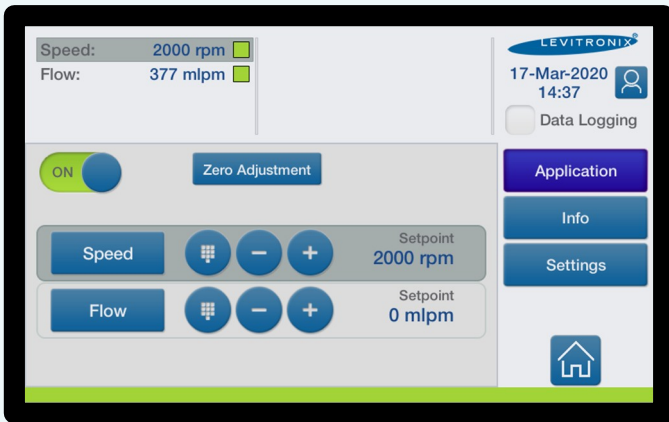 Speed: 2000 rpm
Flow: 377 mlpm
LEVITRONIX
17-Mar-2020
14:37
Data Logging
ON
Zero Adjustment
Application
Info
Settings
Speed
Setpoint
2000 rpm
Flow
Setpoint
0 mlpm